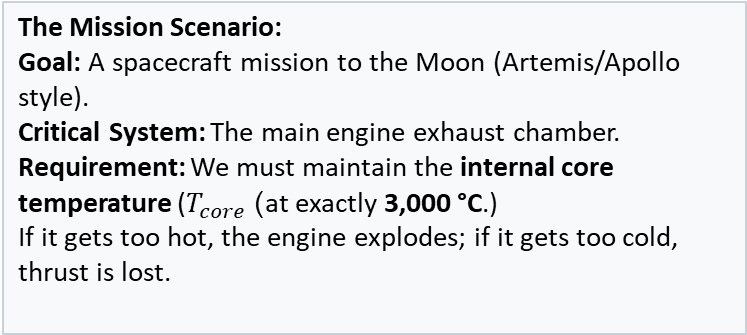 The Mission Scenario:
Goal: A spacecraft mission to the Moon (Artemis/Apollo
style).
Critical System: The main engine exhaust chamber.
Requirement: We must maintain the internal core
temperature (T_core (at exactly 3,000 °C.)
If it gets too hot, the engine explodes; if it gets too cold,
thrust is lost.